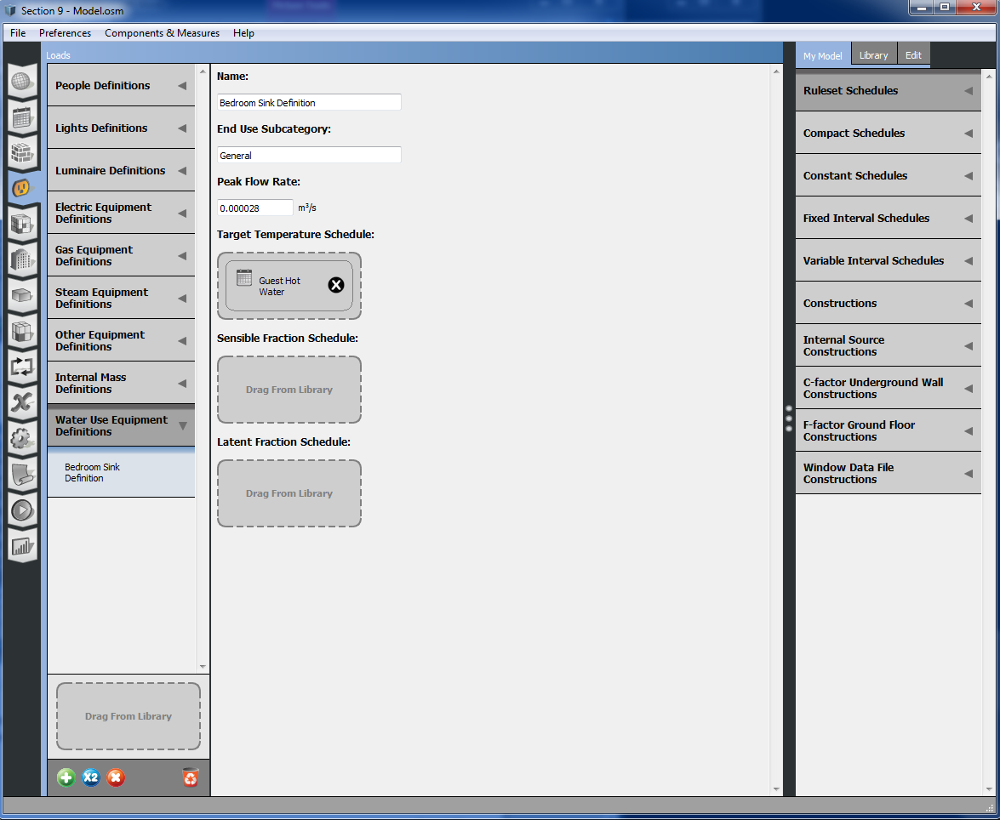 Section 9 - Model.osm
File Preferences Components & Measures Help
Loads
People Definitions
Lights Definitions
Luminaire Definitions
Electric Equipment
Definitions
Gas Equipment
Definitions
Steam Equipment
Definitions
Other Equipment
Definitions
Internal Mass
Definitions
Water Use Equipment
Definitions
Bedroom Sink
Definition
Drag From Library
X2
Name:
Bedroom Sink Definition
End Use Subcategory:
General
Peak Flow Rate:
0.000028 m³/s
Target Temperature Schedule:
Guest Hot
Water
Sensible Fraction Schedule:
Drag From Library
Latent Fraction Schedule:
Drag From Library
My Model Library Edit
Ruleset Schedules
Compact Schedules
Constant Schedules
Fixed Interval Schedules
Variable Interval Schedules
Constructions
Internal Source
Constructions
C-factor Underground Wall
Constructions
F-factor Ground Floor
Constructions
Window Data File
Constructions